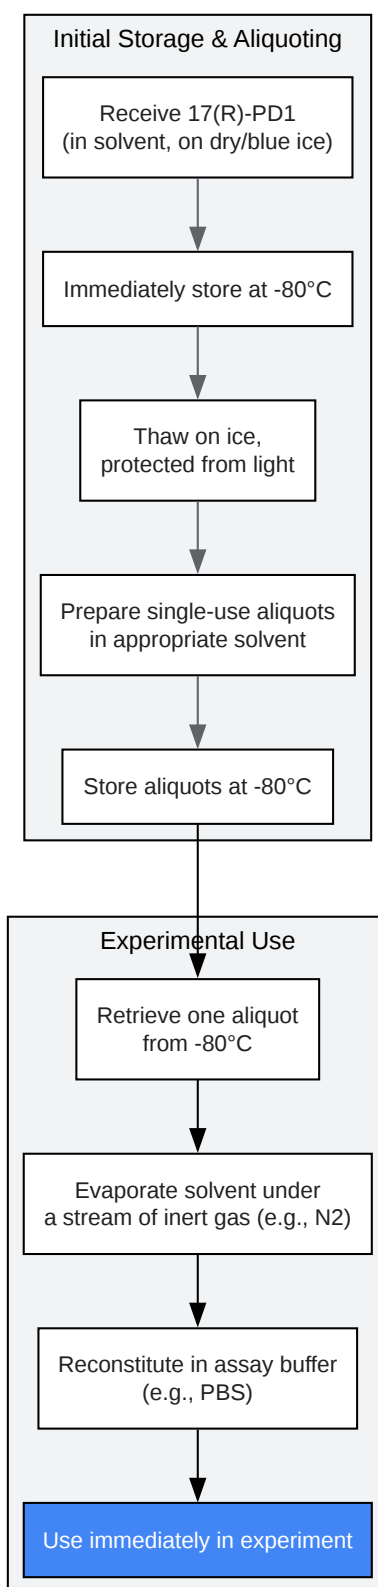 Initial Storage & Aliquoting
Receive 17(R)-PD1
(in solvent, on dry/blue ice)
Immediately store at -80°C
Thaw on ice,
protected from light
Prepare single-use aliquots
in appropriate solvent
Store aliquots at -80°C
Experimental Use
Retrieve one aliquot
from -80°C
Evaporate solvent under
a stream of inert gas (e.g., N2)
Reconstitute in assay buffer
(e.g., PBS)
Use immediately in experiment